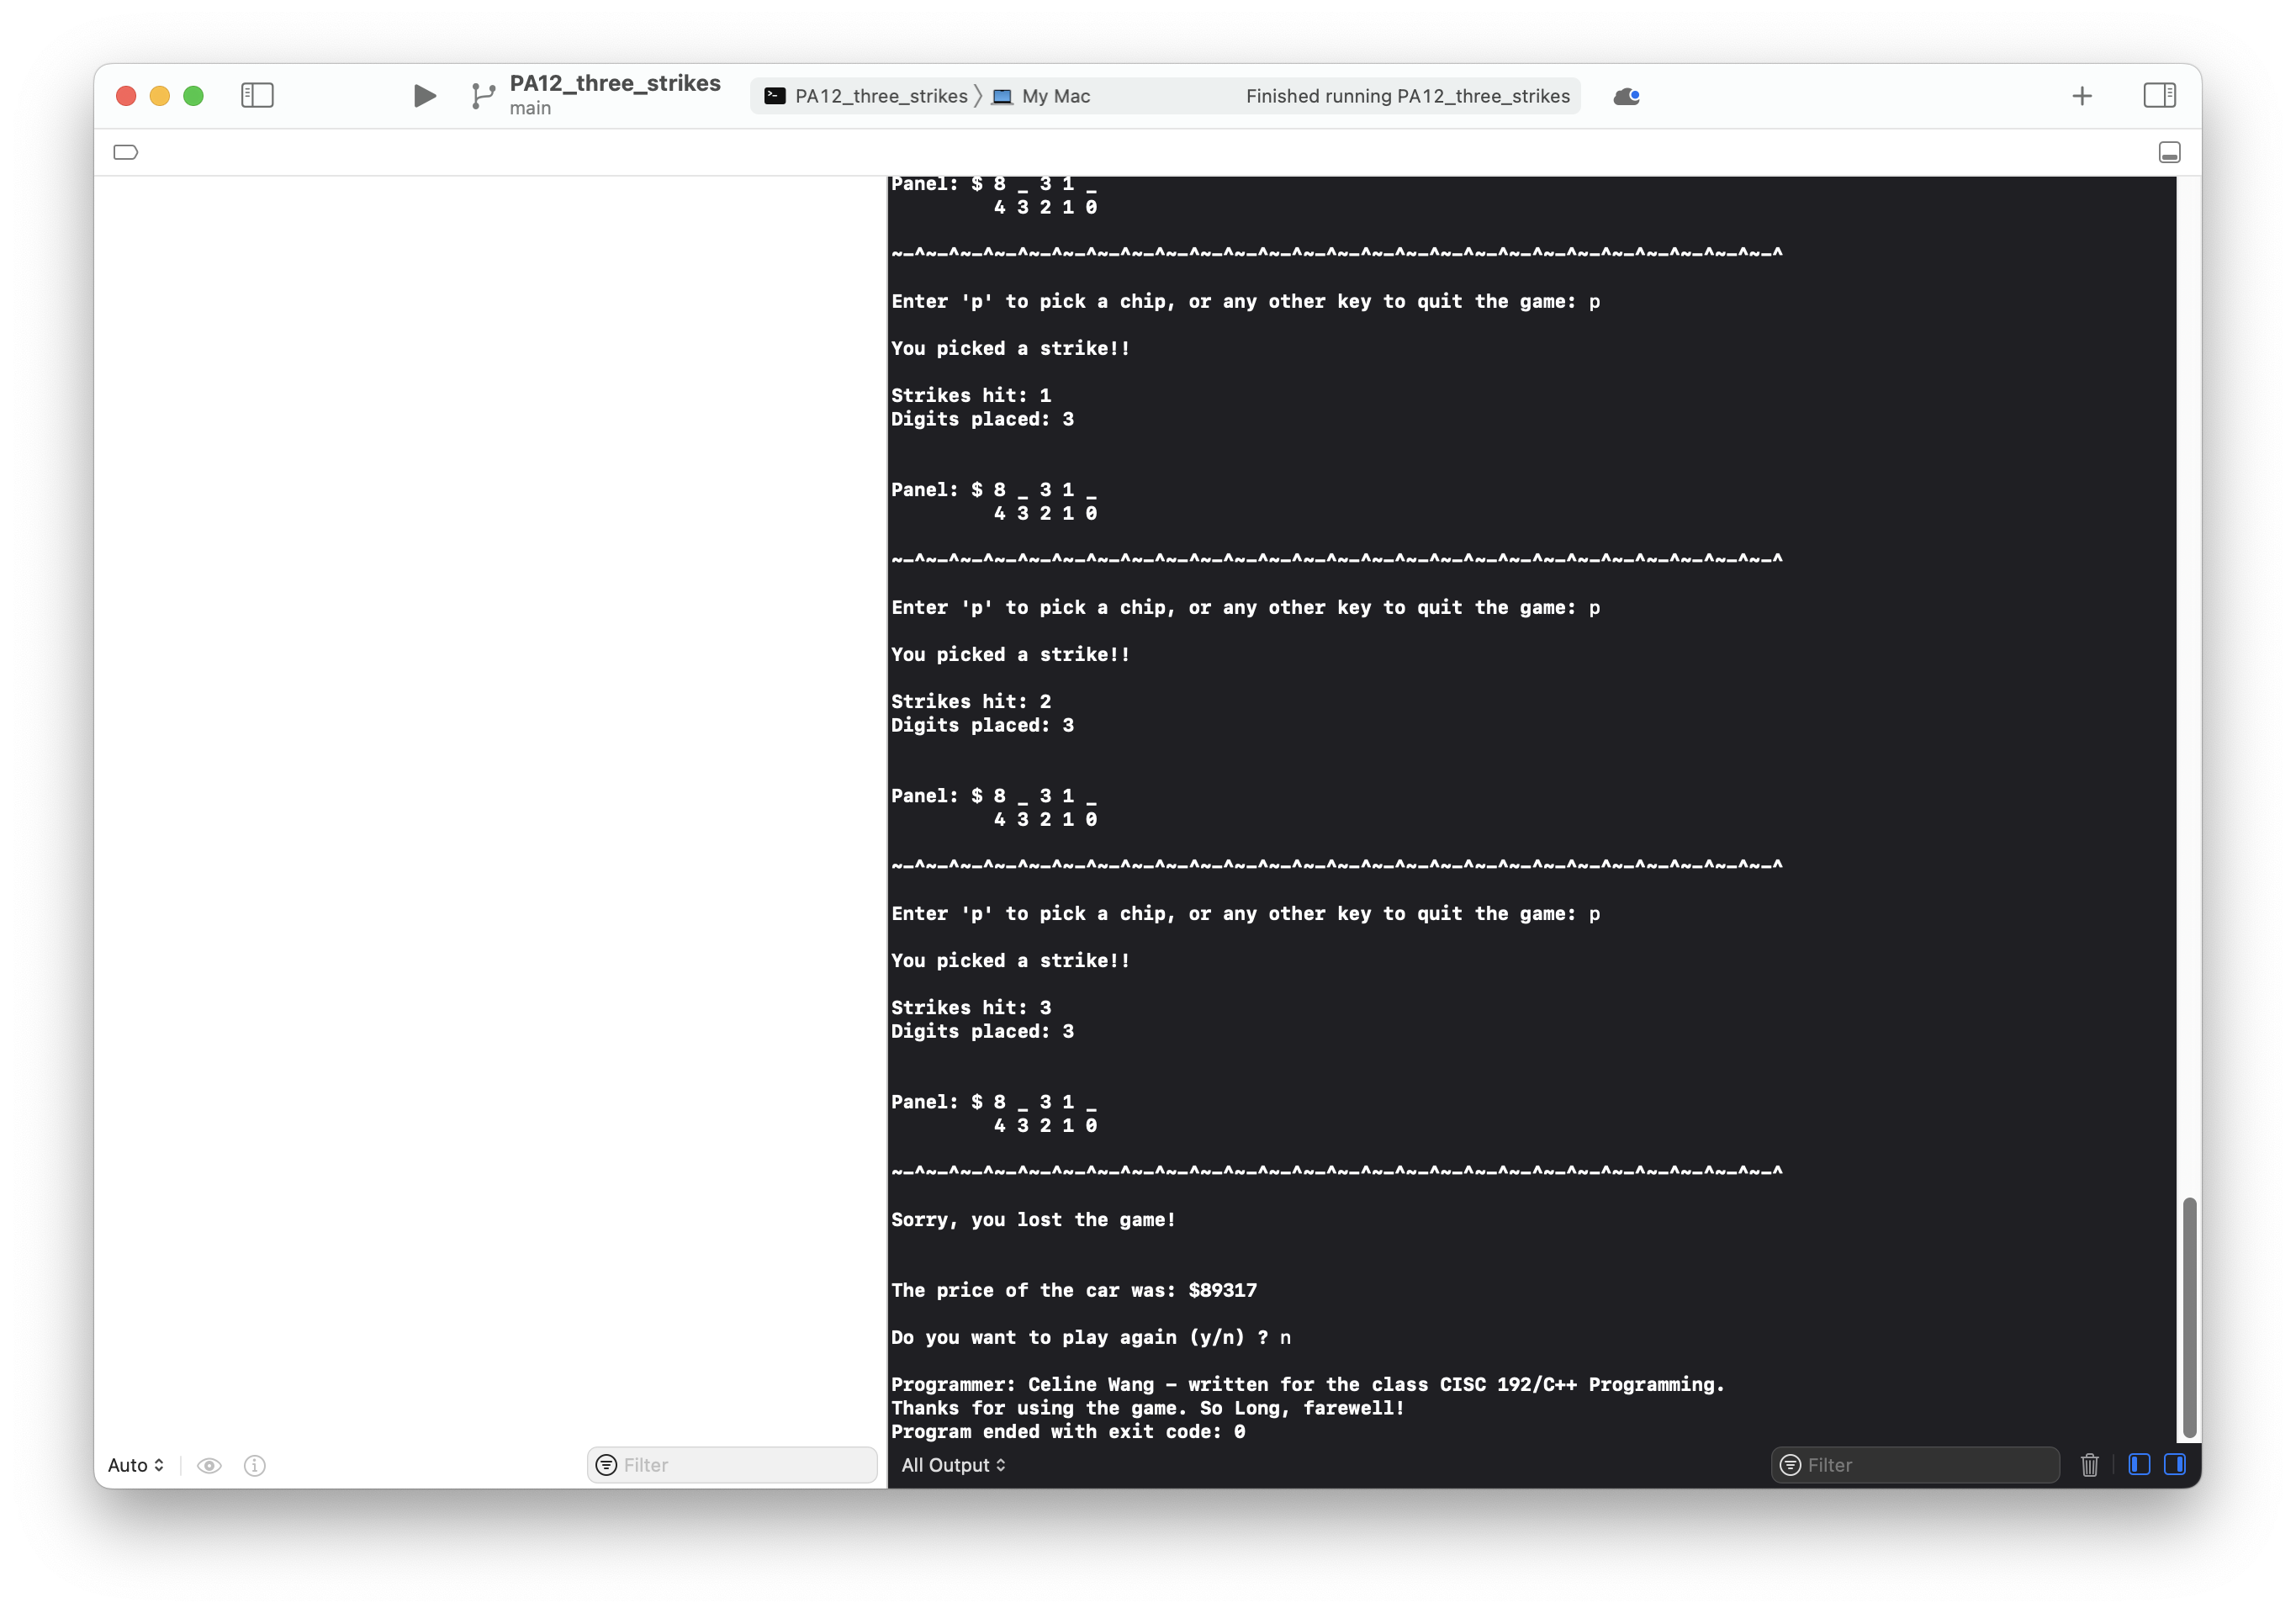 PA12_three_strikes
main
PA12_three_strikes 〉 My Mac Finished running PA12_three_strikes
Panel: $ 8 _ 3 1 _
4 3 2 1 0
~-^~-^~-^~-^~-^~-^~-^~-^~-^~-^~-^~-^~-^~-^~-^~-^~-^~-^~-^~-^~-^~-^~-^~-^~-^~-^
Enter 'p' to pick a chip, or any other key to quit the game: p
You picked a strike!!
Strikes hit: 1
Digits placed: 3
Panel: $ 8 _ 3 1 _
4 3 2 1 0
~-^~-^~-^~-^~-^~-^~-^~-^~-^~-^~-^~-^~-^~-^~-^~-^~-^~-^~-^~-^~-^~-^~-^~-^~-^~-^
Enter 'p' to pick a chip, or any other key to quit the game: p
You picked a strike!!
Strikes hit: 2
Digits placed: 3
Panel: $ 8 _ 3 1 _
4 3 2 1 0
~-^~-^~-^~-^~-^~-^~-^~-^~-^~-^~-^~-^~-^~-^~-^~-^~-^~-^~-^~-^~-^~-^~-^~-^~-^~-^
Enter 'p' to pick a chip, or any other key to quit the game: p
You picked a strike!!
Strikes hit: 3
Digits placed: 3
Panel: $ 8 _ 3 1 _
4 3 2 1 0
~-^~-^~-^~-^~-^~-^~-^~-^~-^~-^~-^~-^~-^~-^~-^~-^~-^~-^~-^~-^~-^~-^~-^~-^~-^~-^
Sorry, you lost the game!
The price of the car was: $89317
Do you want to play again (y/n) ? n
Programmer: Celine Wang - written for the class CISC 192/C++ Programming.
Thanks for using the game. So Long, farewell!
Program ended with exit code: 0
Auto Filter All Output Filter